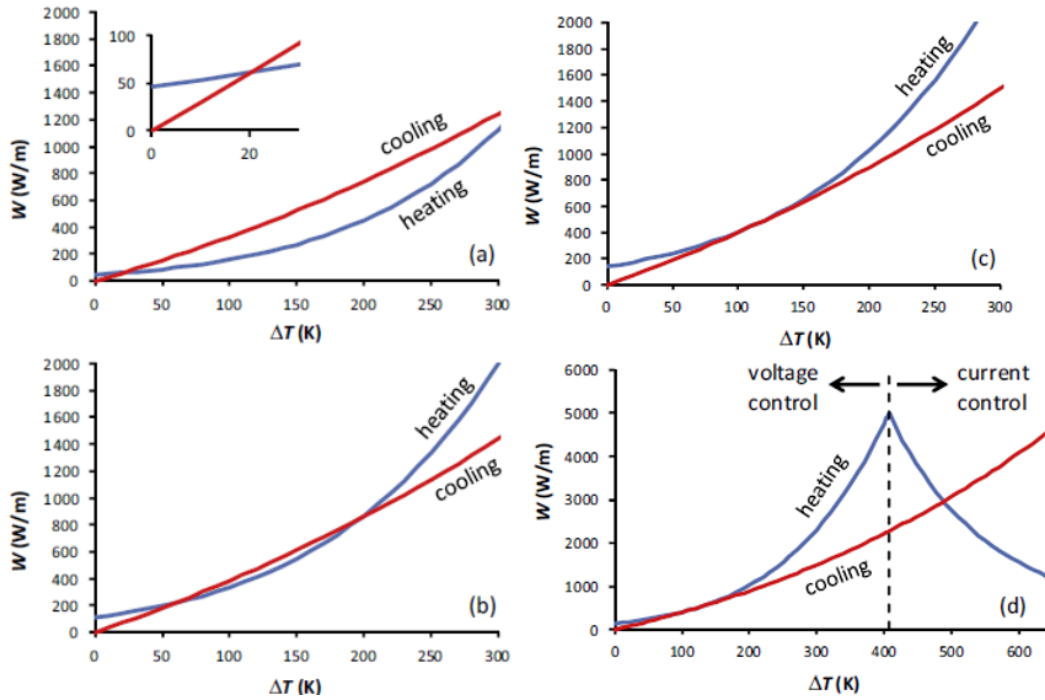 2000
1800
1600
1400
1200
1000
800
600
400
200
0
W (W/m)
100
50
0
0 20
cooling
heating
(a)
0 50 100 150 200 250 300
ΔT (K)
2000
1800
1600
1400
1200
1000
800
600
400
200
0
W (W/m)
heating
cooling
(c)
0 50 100 150 200 250 300
ΔT (K)
2000
1800
1600
1400
1200
1000
800
600
400
200
0
W (W/m)
heating
cooling
(b)
0 50 100 150 200 250 300
ΔT (K)
voltage
control
current
control
6000
5000
4000
3000
2000
1000
0
W (W/m)
heating
cooling
(d)
0 100 200 300 400 500 600
ΔT (K)